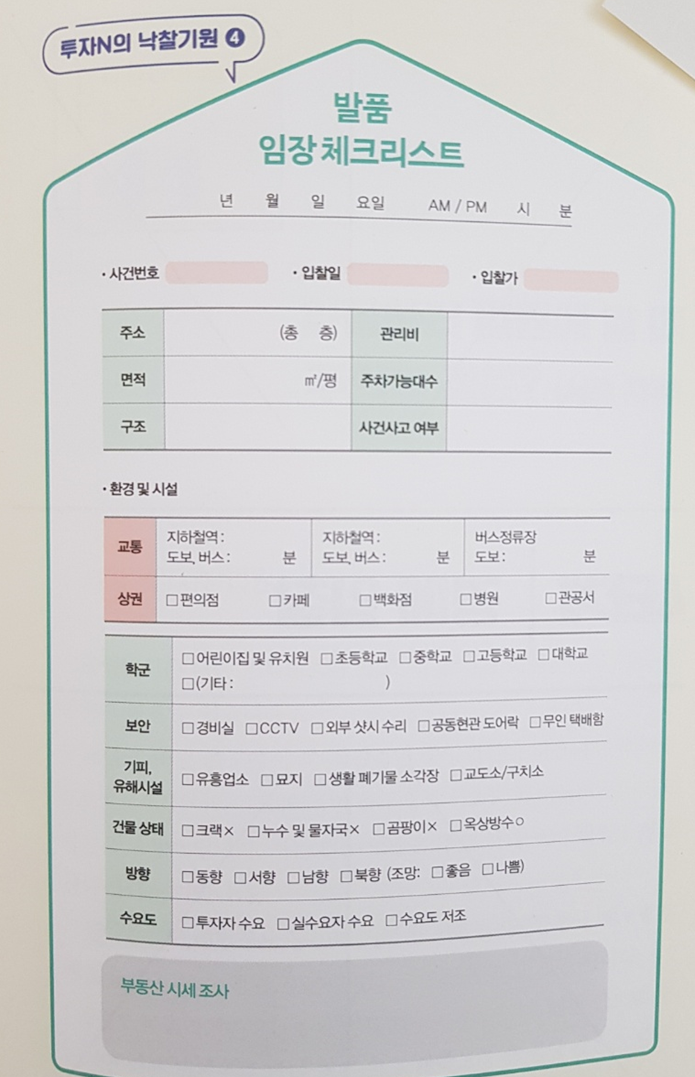 투자N의 낙찰기원 ❹
발품
임장 체크리스트
년 월 일 요일 AM / PM 시 분
· 사건번호 · 입찰일 · 입찰가
주소 (총 층) 관리비
면적 ㎡/평 주차가능대수
구조 사건사고 여부
· 환경 및 시설
교통 지하철역 : 지하철역 : 버스정류장
도보, 버스 : 분 도보, 버스 : 분 도보 : 분
상권 □편의점 □카페 □백화점 □병원 □관공서
학군 □어린이집 및 유치원 □초등학교 □중학교 □고등학교 □대학교
□(기타 : )
보안 □경비실 □CCTV □외부 샷시 수리 □공동현관 도어락 □무인 택배함
기피,
유해시설 □유흥업소 □묘지 □생활 폐기물 소각장 □교도소/구치소
건물 상태 □크랙× □누수 및 물자국× □곰팡이× □옥상방수○
방향 □동향 □서향 □남향 □북향 (조망: □좋음 □나쁨)
수요도 □투자자 수요 □실수요자 수요 □수요도 저조
부동산 시세 조사